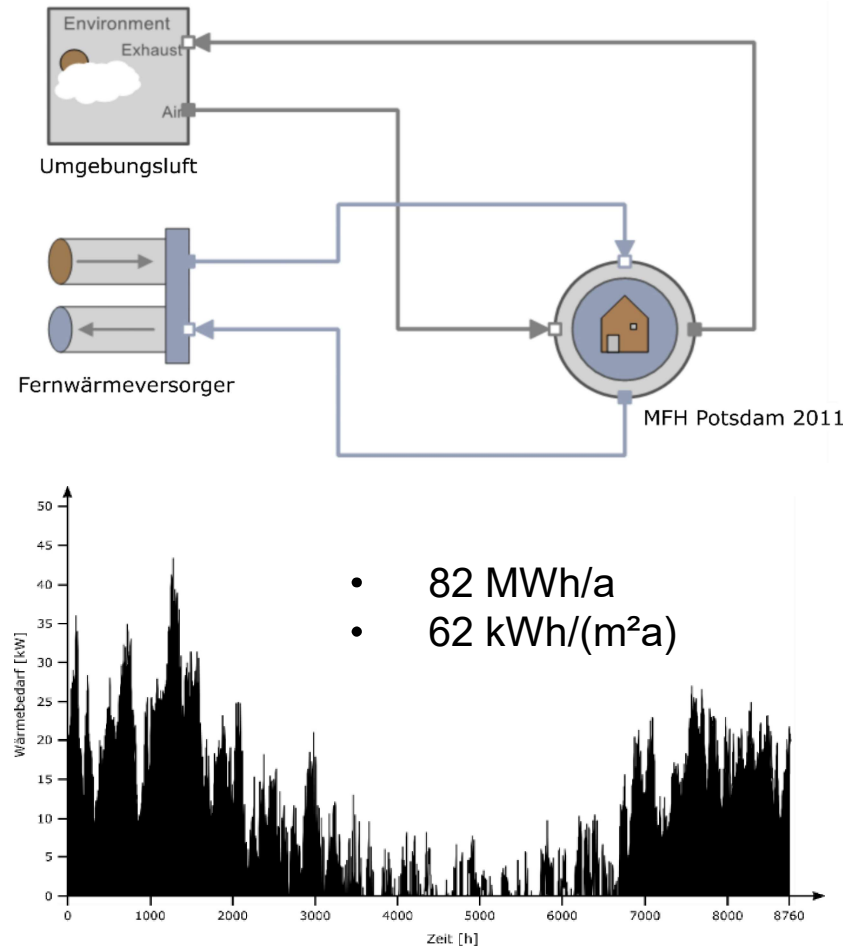 Environment
Exhaust
Air
Umgebungsluft
Fernwärmeversorger
MFH Potsdam 2011
• 82 MWh/a
• 62 kWh/(m²a)
Wärmebedarf [kW]
50
45
40
35
30
25
20
15
10
5
0
0 1000 2000 3000 4000 5000 6000 7000 8000 8760
Zeit [h]